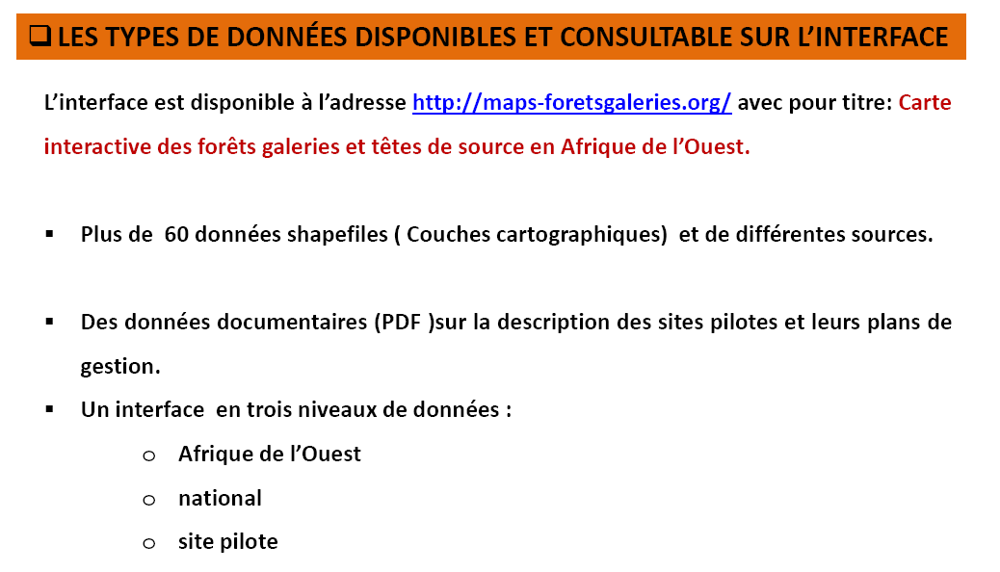 ❑ LES TYPES DE DONNÉES DISPONIBLES ET CONSULTABLE SUR L’INTERFACE
L’interface est disponible à l’adresse http://maps-foretsgaleries.org/ avec pour titre: Carte
interactive des forêts galeries et têtes de source en Afrique de l’Ouest.
▪ Plus de  60 données shapefiles ( Couches cartographiques)  et de différentes sources.
▪ Des données documentaires (PDF )sur la description des sites pilotes et leurs plans de
gestion.
▪ Un interface  en trois niveaux de données :
o Afrique de l’Ouest
o national
o site pilote